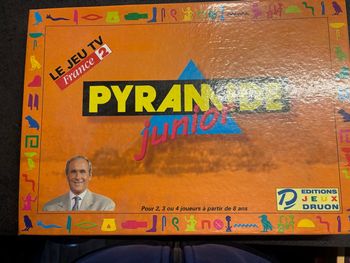 LE JEU TV
France 2
PYRAMIDE
junior
Pour 2, 3 ou 4 joueurs à partir de 8 ans
EDITIONS
JEUX
DRUON